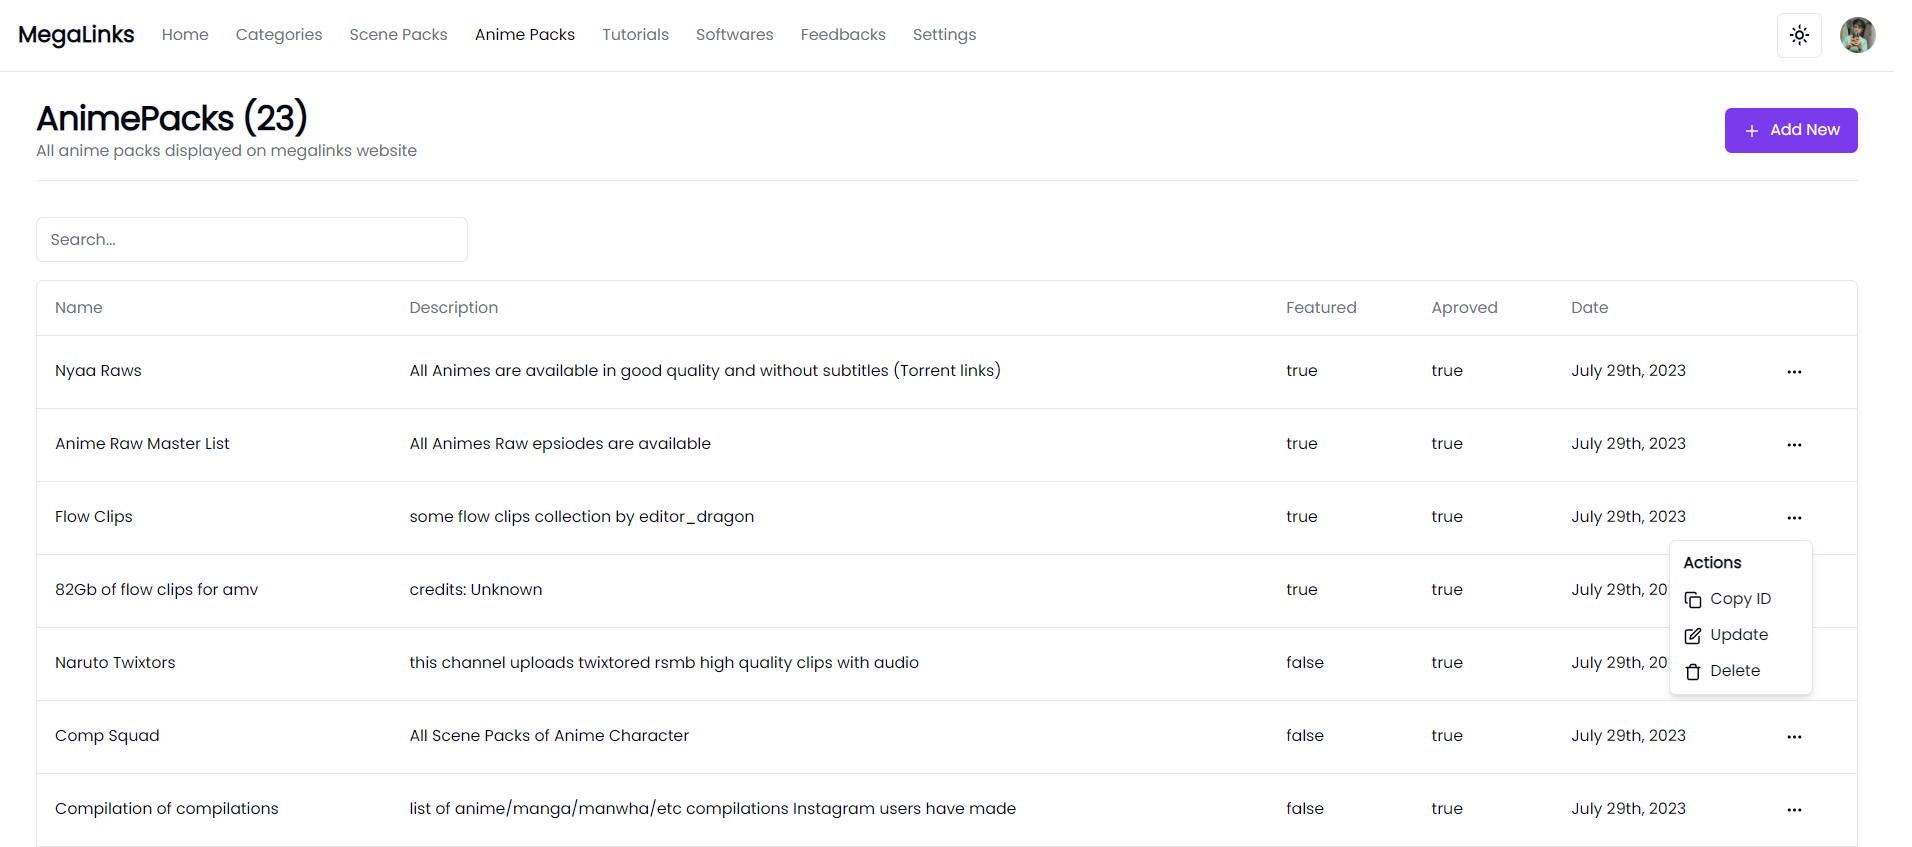 MegaLinks Home Categories Scene Packs Anime Packs Tutorials Softwares Feedbacks Settings
AnimePacks (23)
All anime packs displayed on megalinks website
+ Add New
Search...
Name Description Featured Aproved Date
Nyaa Raws All Animes are available in good quality and without subtitles (Torrent links) true true July 29th, 2023
Anime Raw Master List All Animes Raw epsiodes are available true true July 29th, 2023
Flow Clips some flow clips collection by editor_dragon true true July 29th, 2023
Actions
Copy ID
Update
Delete
82Gb of flow clips for amv credits: Unknown true true July 29th, 20
Naruto Twixtors this channel uploads twixtored rsmb high quality clips with audio false true July 29th, 20
Comp Squad All Scene Packs of Anime Character false true July 29th, 2023
Compilation of compilations list of anime/manga/manwha/etc compilations Instagram users have made false true July 29th, 2023